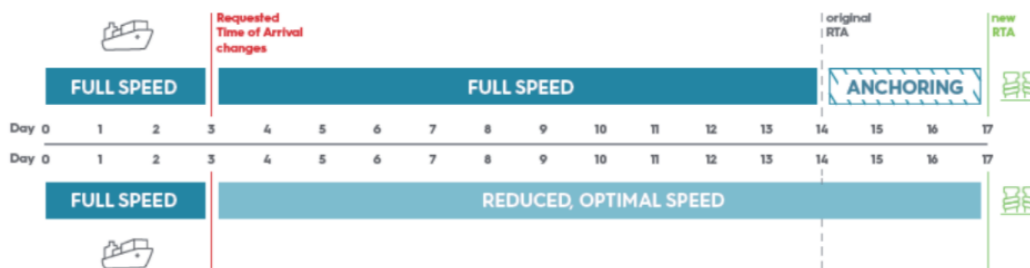 Requested
Time of Arrival
changes
original
RTA
new
RTA
FULL SPEED FULL SPEED ANCHORING
Day 0 1 2 3 4 5 6 7 8 9 10 11 12 13 14 15 16 17
Day 0 1 2 3 4 5 6 7 8 9 10 11 12 13 14 15 16 17
FULL SPEED REDUCED, OPTIMAL SPEED